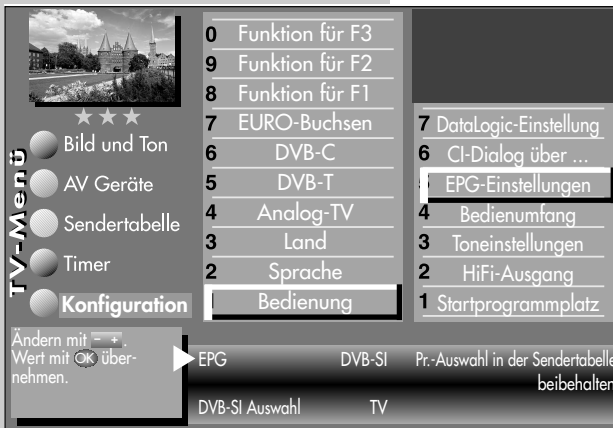 TV-Menü
Bild und Ton
AV Geräte
Sendertabelle
Timer
Konfiguration
0 Funktion für F3
9 Funktion für F2
8 Funktion für F1
7 EURO-Buchsen
6 DVB-C
5 DVB-T
4 Analog-TV
3 Land
2 Sprache
Bedienung
7 DataLogic-Einstellung
6 CI-Dialog über ...
5 EPG-Einstellungen
4 Bedienumfang
3 Toneinstellungen
2 HiFi-Ausgang
1 Startprogrammplatz
Ändern mit - + .
Wert mit OK über-
nehmen.
EPG DVB-SI
DVB-SI Auswahl TV
Pr.-Auswahl in der Sendertabelle
beibehalten